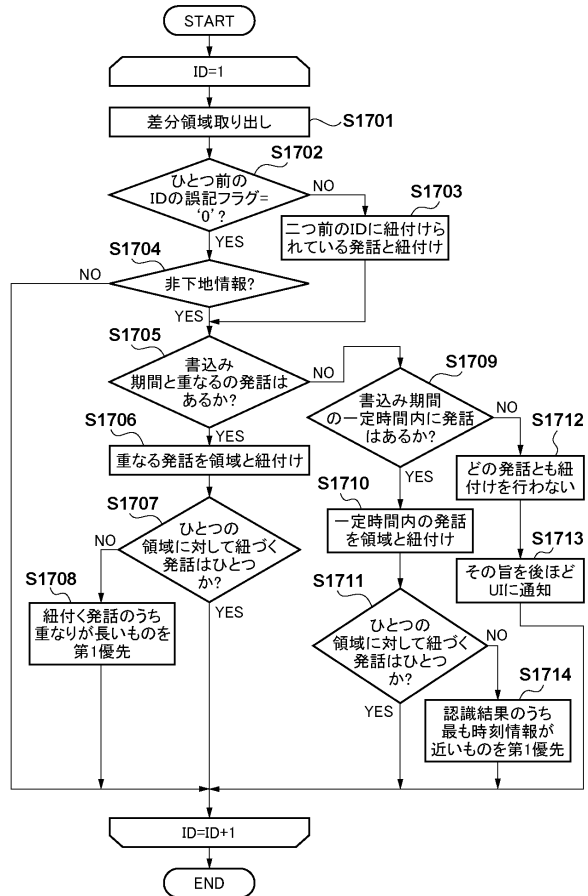 START
ID=1
差分領域取り出し
S1701
S1702
ひとつ前の
IDの誤記フラグ=
‘0’?
NO
YES
S1703
二つ前のIDに紐付けら
れている発話と紐付け
S1704
非下地情報?
NO
YES
S1705
書込み
期間と重なるの発話は
あるか?
NO
YES
S1706
重なる発話を領域と紐付け
S1707
ひとつの
領域に対して紐づく
発話はひとつ
か?
NO
YES
S1708
紐付く発話のうち
重なりが長いものを
第1優先
S1709
書込み期間
の一定時間内に発話
はあるか?
NO
YES
S1710
一定時間内の発話
を領域と紐付け
S1711
ひとつの
領域に対して紐づく
発話はひとつ
か?
NO
YES
S1712
どの発話とも紐
付けを行わない
S1713
その旨を後ほど
UIに通知
S1714
認識結果のうち
最も時刻情報が
近いものを第1優先
ID=ID+1
END